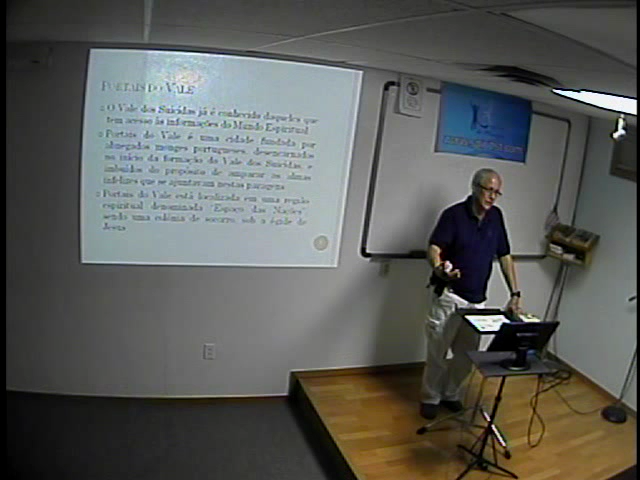 Portais do Vale
O Vale dos Suicidas já é conhecido daqueles que
tem acesso às informações do Mundo Espiritual
Portais do Vale é uma cidade fundada por
abnegados monges portugueses, desencarnados
no início da formação do Vale dos Suicidas, e
imbuídos do propósito de amparar as almas
infelizes que se ajuntavam nestas paragens
Portais do Vale está localizada em uma região
espiritual denominada "Espaço das Nações",
sendo uma colônia de socorro, sob a égide de
Jesus